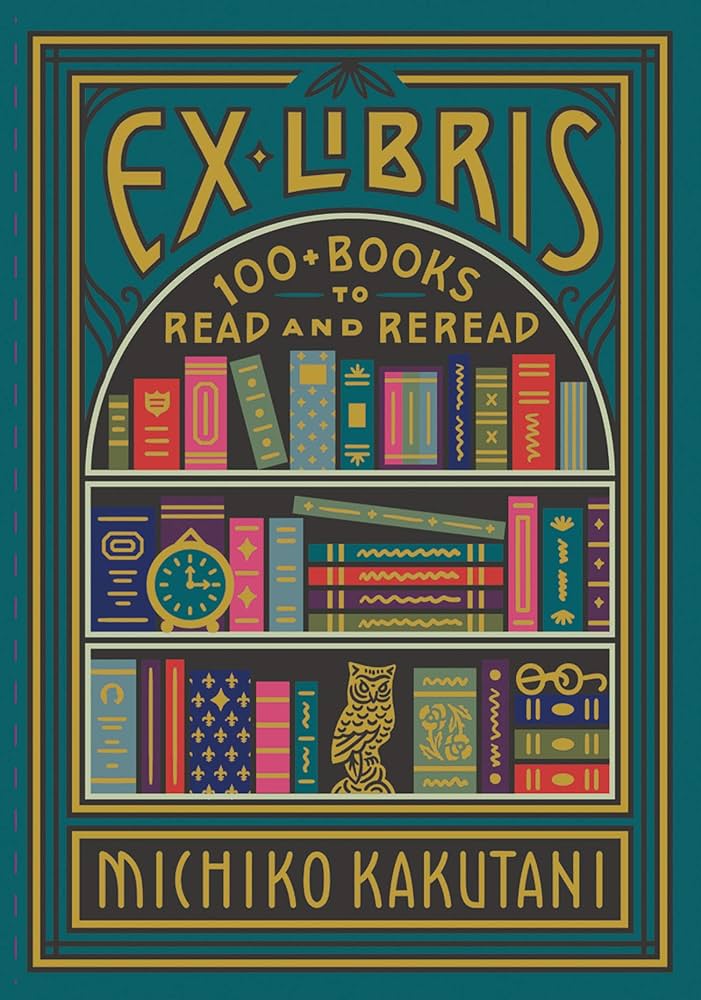 EX·LIBRIS
100+ BOOKS
TO
READ AND REREAD
MICHIKO KAKUTANI